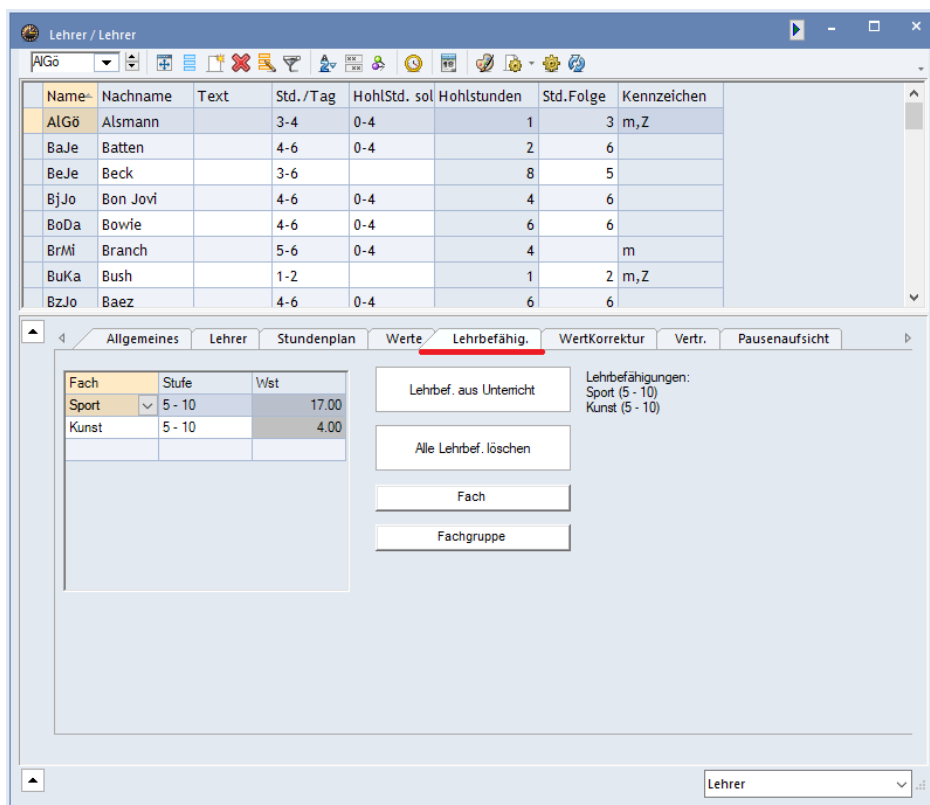 Lehrer / Lehrer
AlGö
Name Nachname Text Std./Tag HohlStd. sol Hohlstunden Std.Folge Kennzeichen
AlGö Alsmann 3-4 0-4 1 3 m,Z
BaJe Batten 4-6 0-4 2 6
BeJe Beck 3-6 8 5
BjJo Bon Jovi 4-6 0-4 4 6
BoDa Bowie 4-6 0-4 6 6
BrMi Branch 5-6 0-4 4 m
BuKa Bush 1-2 1 2 m,Z
BzJo Baez 4-6 0-4 6 6
Allgemeines Lehrer Stundenplan Werte Lehrbefähig. WertKorrektur Vertr. Pausenaufsicht
Fach Stufe Wst
Sport 5 - 10 17.00
Kunst 5 - 10 4.00
Lehrbef. aus Unterricht
Alle Lehrbef. löschen
Fach
Fachgruppe
Lehrbefähigungen:
Sport (5 - 10)
Kunst (5 - 10)
Lehrer